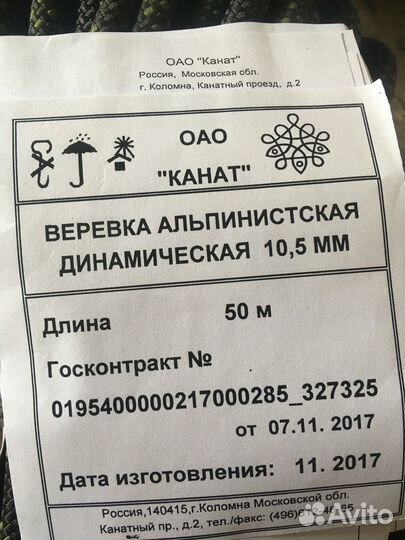 ОАО "Канат"
Россия, Московская обл.
г. Коломна, Канатный проезд, д.2
ОАО
"КАНАТ"
ВЕРЕВКА АЛЬПИНИСТСКАЯ
ДИНАМИЧЕСКАЯ 10,5 ММ
Длина 50 м
Госконтракт №
0195400000217000285_327325
от 07.11. 2017
Дата изготовления: 11. 2017
Россия,140415,г.Коломна Московской обл.
Канатный пр., д.2, тел./факс: (496)
Avito